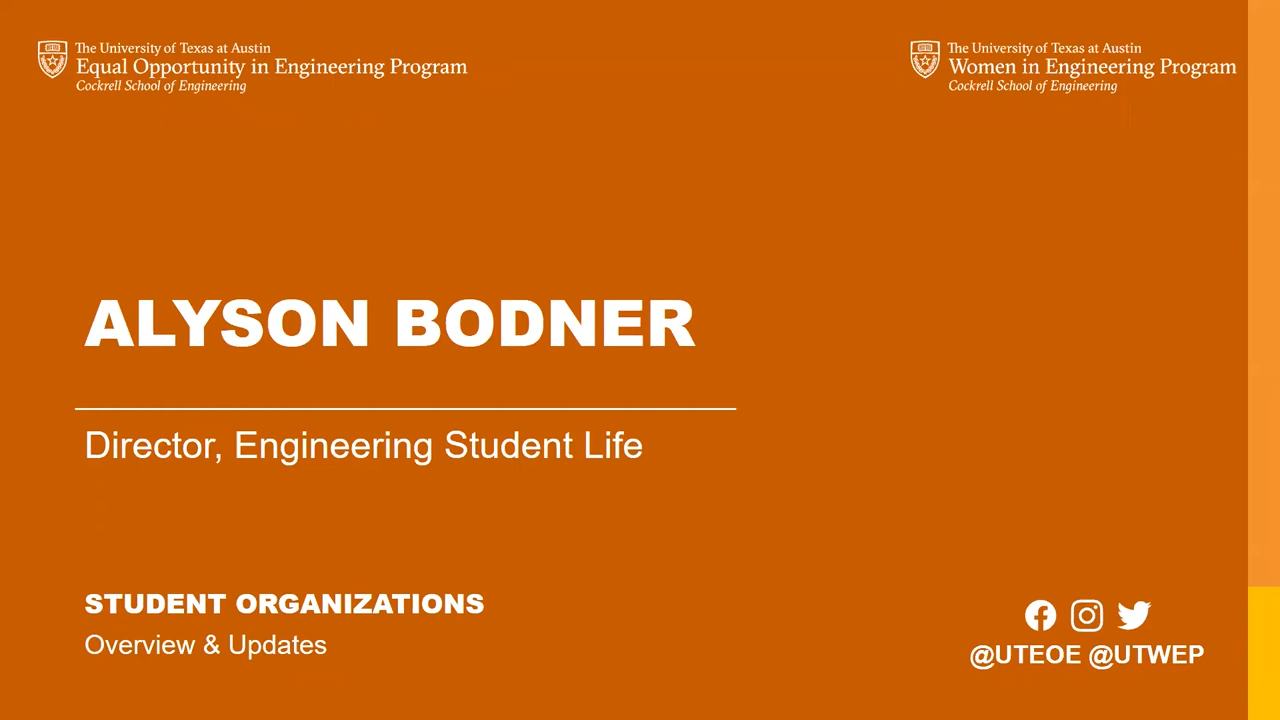 The University of Texas at Austin
Equal Opportunity in Engineering Program
Cockrell School of Engineering
The University of Texas at Austin
Women in Engineering Program
Cockrell School of Engineering
ALYSON BODNER
Director, Engineering Student Life
STUDENT ORGANIZATIONS
Overview & Updates
@UTEOE @UTWEP